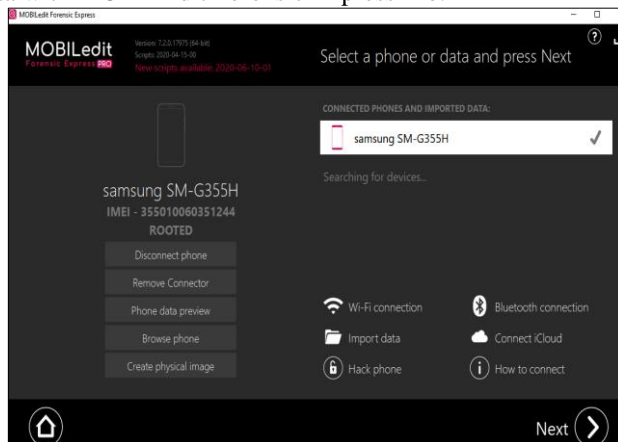 MOBILedit Forensic Express
MOBILedit
Forensic Express PRO
Version: 7.2.0.17975 (64-bit)
Scripts: 2020-04-15-00
New scripts available: 2020-06-10-01
Select a phone or data and press Next
?
CONNECTED PHONES AND IMPORTED DATA:
samsung SM-G355H
Searching for devices...
samsung SM-G355H
IMEI - 355010060351244
ROOTED
Disconnect phone
Remove Connector
Phone data preview
Browse phone
Create physical image
Wi-Fi connection
Bluetooth connection
Import data
Connect iCloud
Hack phone
How to connect
Next